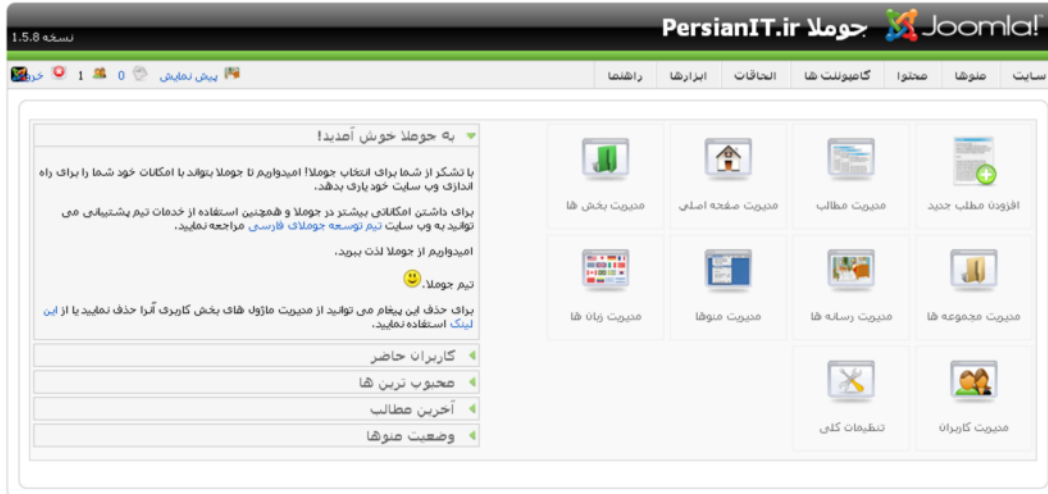 Joomla! جوملا PersianIT.ir
نسخه 1.5.8
سایت منوها محتوا کامپوننت ها الحاقات ابزارها راهنما
پیش نمایش 0 1 خروج
افزودن مطلب جدید
مدیریت مطالب
مدیریت صفحه اصلی
مدیریت بخش ها
مدیریت مجموعه ها
مدیریت رسانه ها
مدیریت منوها
مدیریت زبان ها
مدیریت کاربران
تنظیمات کلی
به جوملا خوش آمدید!
با تشکر از شما برای انتخاب جوملا! امیدواریم تا جوملا بتواند با امکانات خود شما را برای راه
اندازی وب سایت خود یاری بدهد.
برای داشتن امکاناتی بیشتر در جوملا و همچنین استفاده از خدمات تیم پشتیبانی می
توانید به وب سایت تیم توسعه جوملای فارسی مراجعه نمایید.
امیدواریم از جوملا لذت ببرید.
تیم جوملا.
برای حذف این پیغام می توانید از مدیریت ماژول های بخش کاربری آنرا حذف نمایید یا از این
لینک استفاده نمایید.
کاربران حاضر
محبوب ترین ها
آخرین مطالب
وضعیت منوها